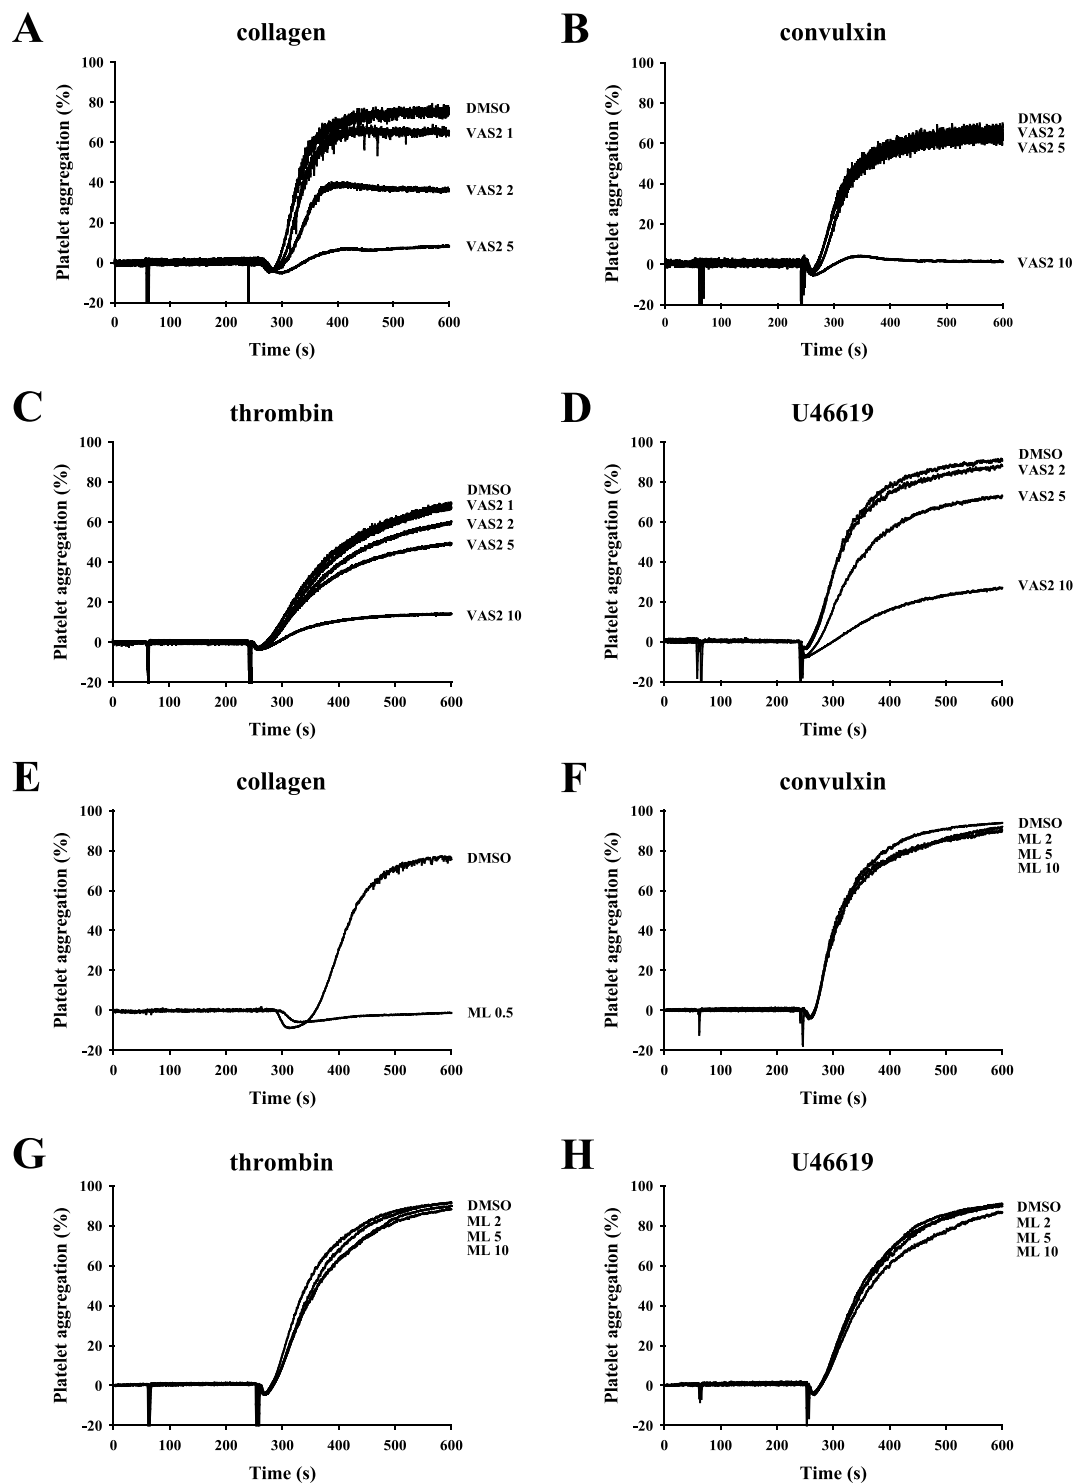 A
collagen
Platelet aggregation (%)
100
80
60
40
20
0
-20
DMSO
VAS2 1
VAS2 2
VAS2 5
0 100 200 300 400 500 600
Time (s)
B
convulxin
Platelet aggregation (%)
100
80
60
40
20
0
-20
DMSO
VAS2 2
VAS2 5
VAS2 10
0 100 200 300 400 500 600
Time (s)
C
thrombin
Platelet aggregation (%)
100
80
60
40
20
0
-20
DMSO
VAS2 1
VAS2 2
VAS2 5
VAS2 10
0 100 200 300 400 500 600
Time (s)
D
U46619
Platelet aggregation (%)
100
80
60
40
20
0
-20
DMSO
VAS2 2
VAS2 5
VAS2 10
0 100 200 300 400 500 600
Time (s)
E
collagen
Platelet aggregation (%)
100
80
60
40
20
0
-20
DMSO
ML 0.5
0 100 200 300 400 500 600
Time (s)
F
convulxin
Platelet aggregation (%)
100
80
60
40
20
0
-20
DMSO
ML 2
ML 5
ML 10
0 100 200 300 400 500 600
Time (s)
G
thrombin
Platelet aggregation (%)
100
80
60
40
20
0
-20
DMSO
ML 2
ML 5
ML 10
0 100 200 300 400 500 600
Time (s)
H
U46619
Platelet aggregation (%)
100
80
60
40
20
0
-20
DMSO
ML 2
ML 5
ML 10
0 100 200 300 400 500 600
Time (s)